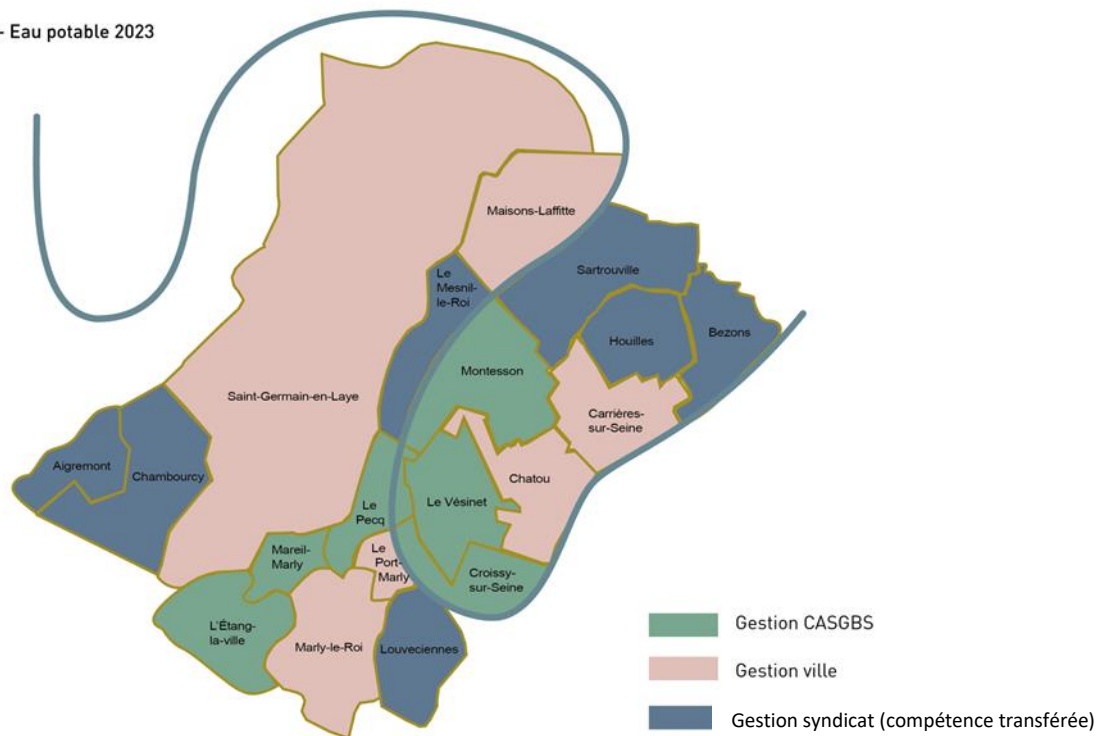 - Eau potable 2023
Maisons-Laffitte
Le
Mesnil-
le-Roi
Sartrouville
Houilles
Bezons
Montesson
Saint-Germain-en-Laye
Carrières-
sur-Seine
Aigremont
Chambourcy
Chatou
Le Vésinet
Le
Pecq
Mareil-
Marly
Le
Port-
Marly
Croissy-
sur-Seine
L'Étang-
la-ville
Marly-le-Roi
Louveciennes
Gestion CASGBS
Gestion ville
Gestion syndicat (compétence transférée)